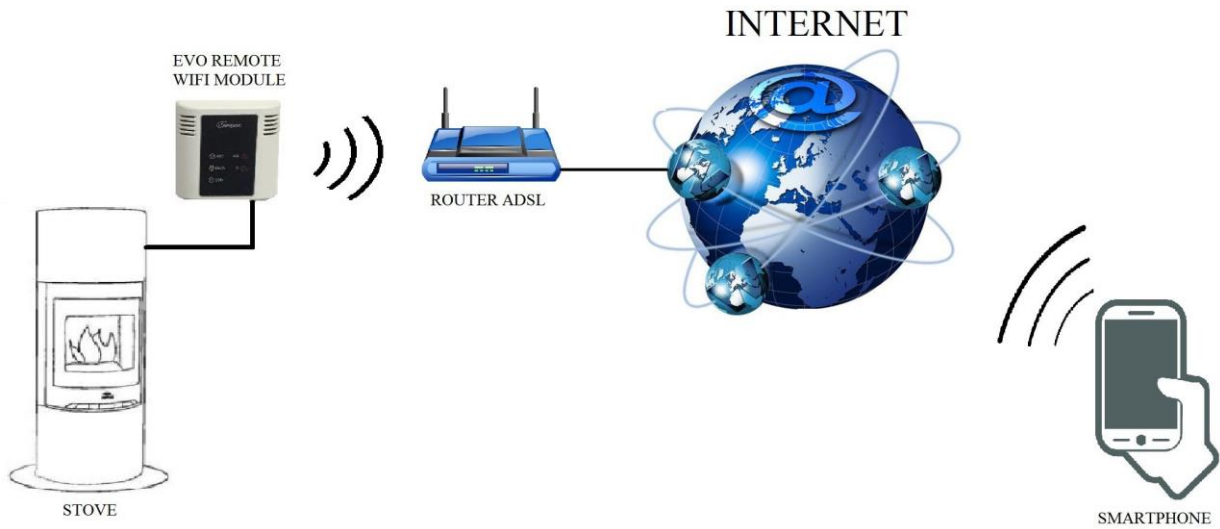 INTERNET
EVO REMOTE
WIFI MODULE
ROUTER ADSL
STOVE
SMARTPHONE